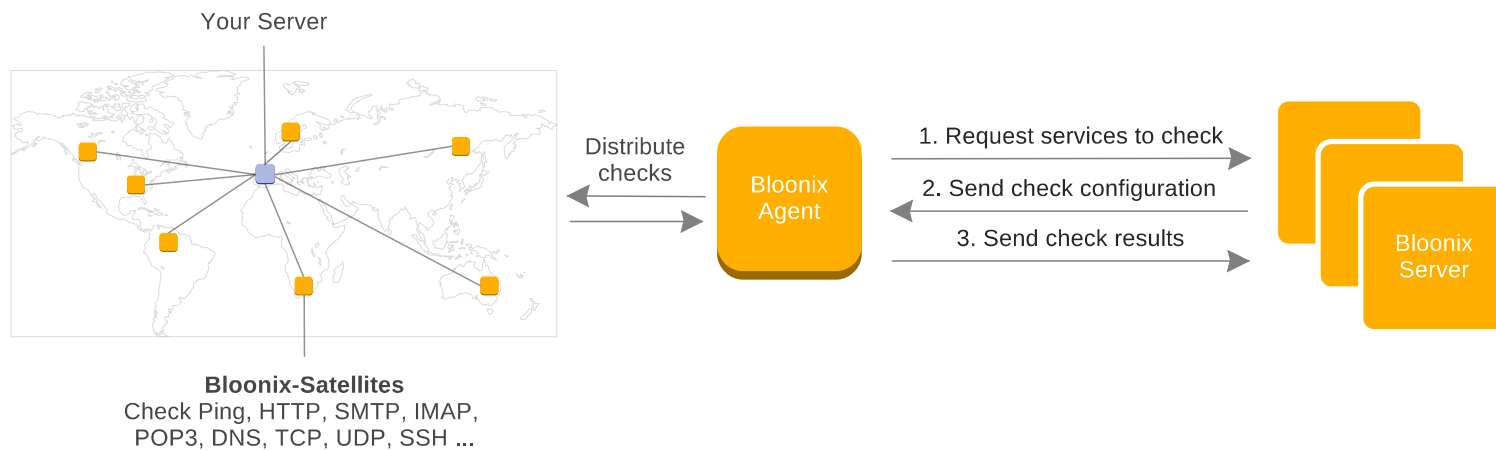 Your Server
Distribute
checks
Bloonix
Agent
1. Request services to check
2. Send check configuration
3. Send check results
Bloonix
Server
Bloonix-Satellites
Check Ping, HTTP, SMTP, IMAP,
POP3, DNS, TCP, UDP, SSH ...